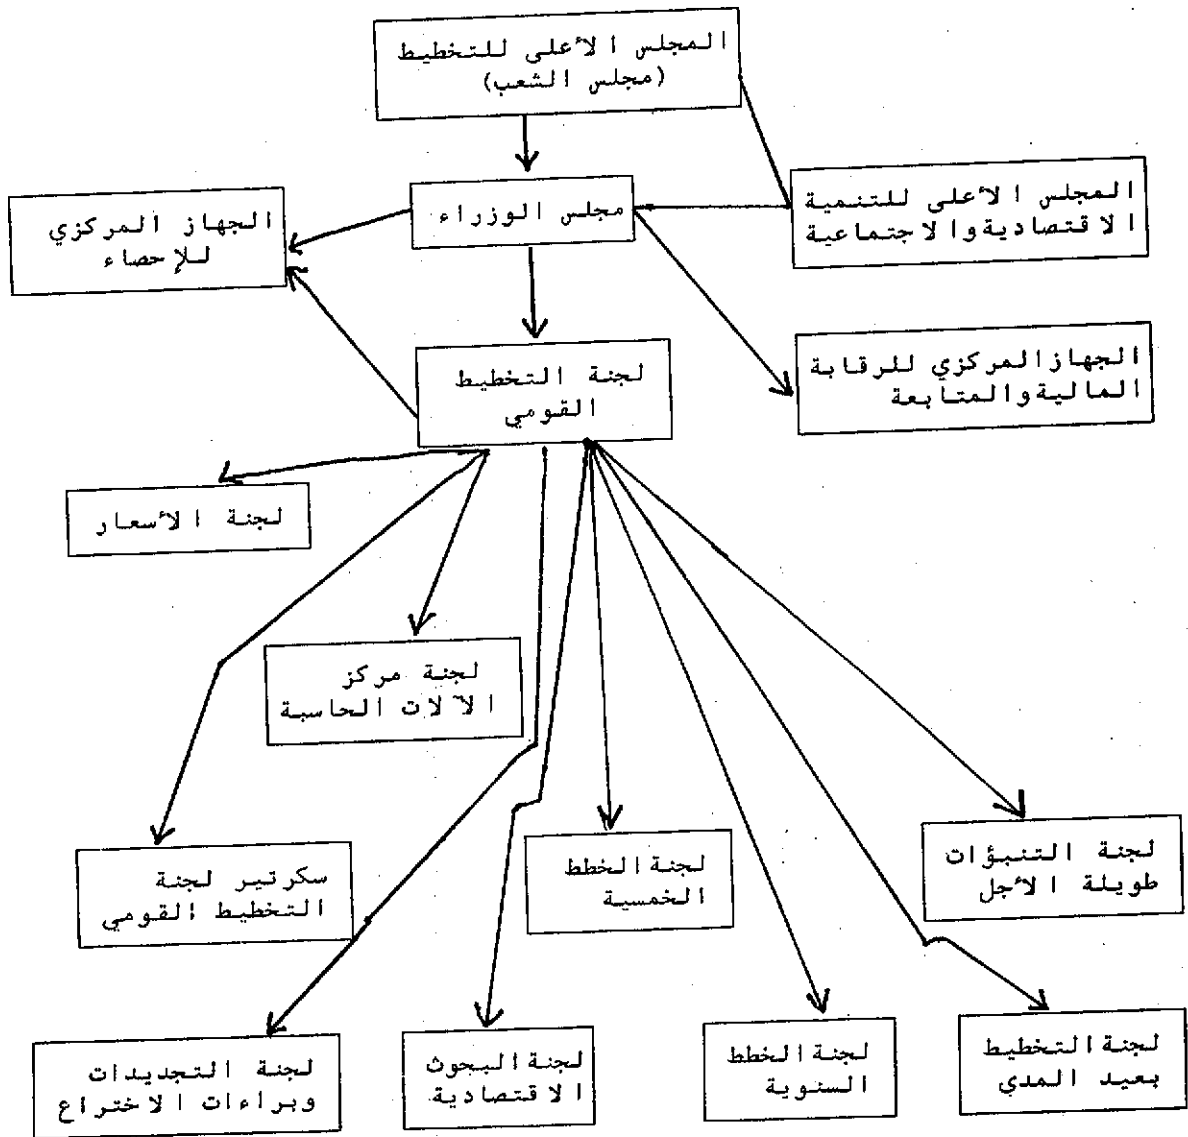 المجلس الأعلى للتخطيط
(مجلس الشعب)
المجلس الأعلى للتنمية
الاقتصادية والاجتماعية
مجلس الوزراء
الجهاز المركزي
للإحصاء
الجهاز المركزي للرقابة
المالية والمتابعة
لجنة التخطيط
القومي
لجنة الأسعار
لجنة مركز
الآلات الحاسبة
لجنة التنبؤات
طويلة الأجل
لجنة الخطط
الخمسية
سكرتير لجنة
التخطيط القومي
لجنة التخطيط
بعيد المدي
لجنة الخطط
السنوية
لجنة البحوث
الاقتصادية
لجنة التجديدات
وبراءات الاختراع